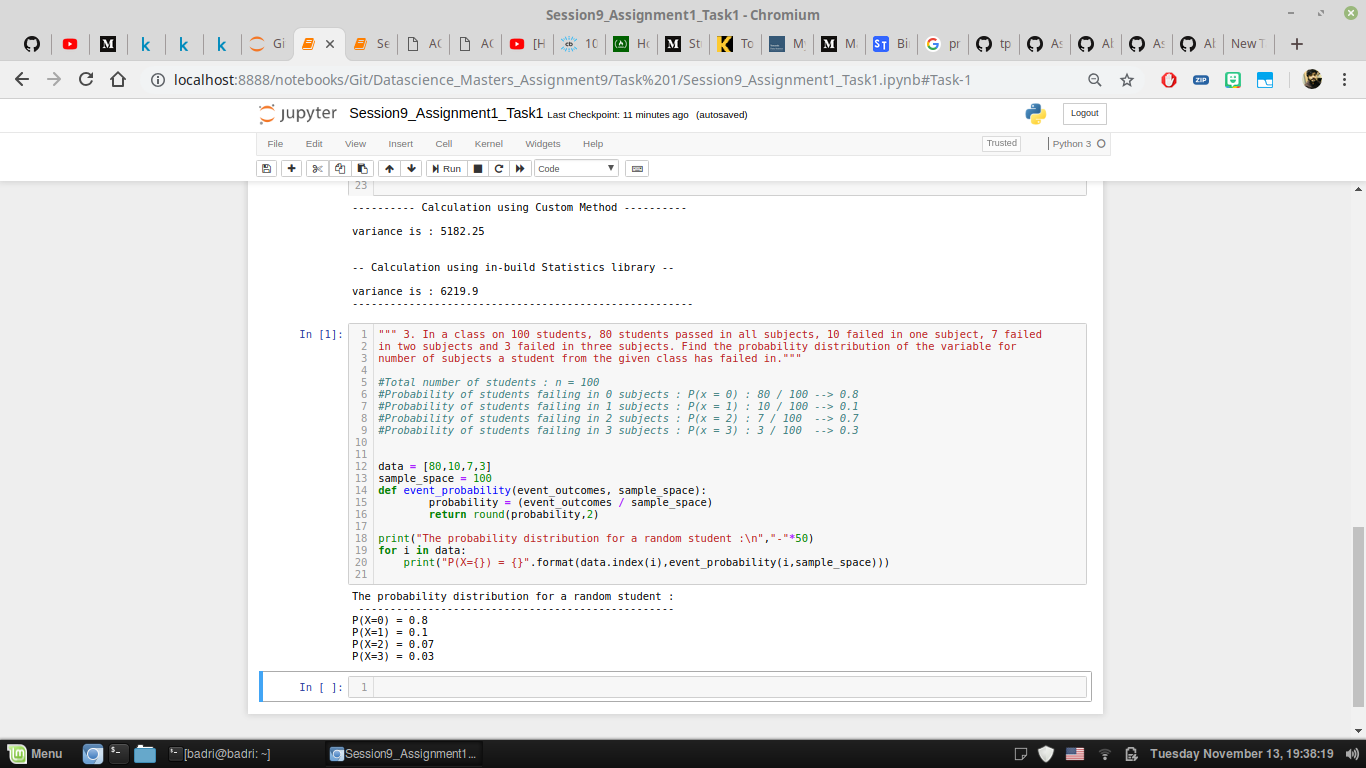 Session9_Assignment1_Task1 - Chromium
Gi
Se
AC
AC
[H
10
Ho
St
To
My
Ma
Bi
pr
tp
As
Al
As
Al
New T
localhost:8888/notebooks/Git/Datascience_Masters_Assignment9/Task%201/Session9_Assignment1_Task1.ipynb#Task-1
ZIP
jupyter Session9_Assignment1_Task1 Last Checkpoint: 11 minutes ago (autosaved)
Logout
File Edit View Insert Cell Kernel Widgets Help
Trusted
Python 3
Run
Code
23
---------- Calculation using Custom Method ----------
variance is : 5182.25
-- Calculation using in-build Statistics library --
variance is : 6219.9
------------------------------------------------------
In [1]:
1 """ 3. In a class on 100 students, 80 students passed in all subjects, 10 failed in one subject, 7 failed
2 in two subjects and 3 failed in three subjects. Find the probability distribution of the variable for
3 number of subjects a student from the given class has failed in."""
4
5 #Total number of students : n = 100
6 #Probability of students failing in 0 subjects : P(x = 0) : 80 / 100 --> 0.8
7 #Probability of students failing in 1 subjects : P(x = 1) : 10 / 100 --> 0.1
8 #Probability of students failing in 2 subjects : P(x = 2) : 7 / 100  --> 0.7
9 #Probability of students failing in 3 subjects : P(x = 3) : 3 / 100  --> 0.3
10
11
12 data = [80,10,7,3]
13 sample_space = 100
14 def event_probability(event_outcomes, sample_space):
15         probability = (event_outcomes / sample_space)
16         return round(probability,2)
17
18 print("The probability distribution for a random student :\n","-"*50)
19 for i in data:
20     print("P(X={}) = {}".format(data.index(i),event_probability(i,sample_space)))
21
The probability distribution for a random student :
--------------------------------------------------
P(X=0) = 0.8
P(X=1) = 0.1
P(X=2) = 0.07
P(X=3) = 0.03
In [ ]:
1
Menu
[badri@badri: ~]
Session9_Assignment1...
Tuesday November 13, 19:38:19